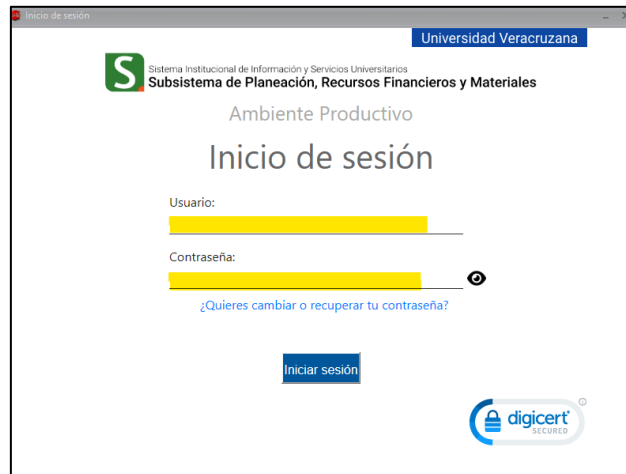 Inicio de sesión
Universidad Veracruzana
S
Sistema Institucional de Información y Servicios Universitarios
Subsistema de Planeación, Recursos Financieros y Materiales
Ambiente Productivo
Inicio de sesión
Usuario:
Contraseña:
¿Quieres cambiar o recuperar tu contraseña?
Iniciar sesión
digicert
SECURED